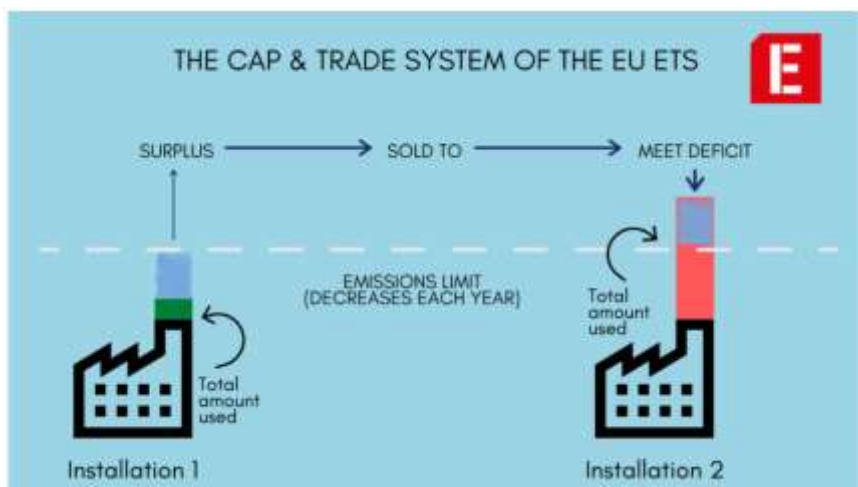 THE CAP & TRADE SYSTEM OF THE EU ETS
E
SURPLUS
SOLD TO
MEET DEFICIT
EMISSIONS LIMIT
(DECREASES EACH YEAR)
Total
amount
used
Total
amount
used
Installation 1
Installation 2